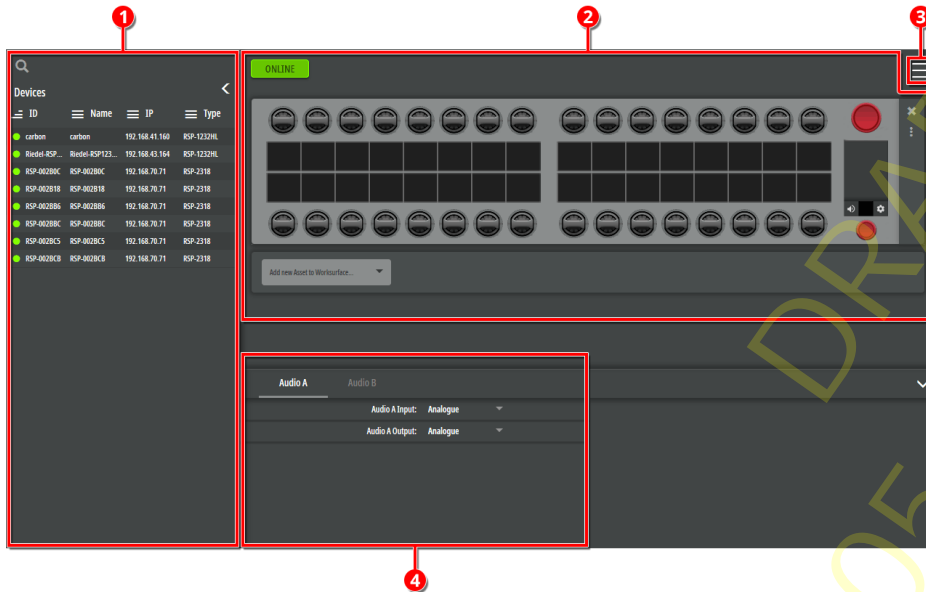 1
2
3
ONLINE
Devices
ID Name IP Type
carbon carbon 192.168.41.160 RSP-1232HL
Riedel-RSP... Riedel-RSP123... 192.168.43.164 RSP-1232HL
RSP-002B0C RSP-002B0C 192.168.70.71 RSP-2318
RSP-002B18 RSP-002B18 192.168.70.71 RSP-2318
RSP-002BB6 RSP-002BB6 192.168.70.71 RSP-2318
RSP-002BBC RSP-002BBC 192.168.70.71 RSP-2318
RSP-002BC5 RSP-002BC5 192.168.70.71 RSP-2318
RSP-002BCB RSP-002BCB 192.168.70.71 RSP-2318
Add new Asset to Worksurface...
Audio A Audio B
Audio A Input: Analogue
Audio A Output: Analogue
4